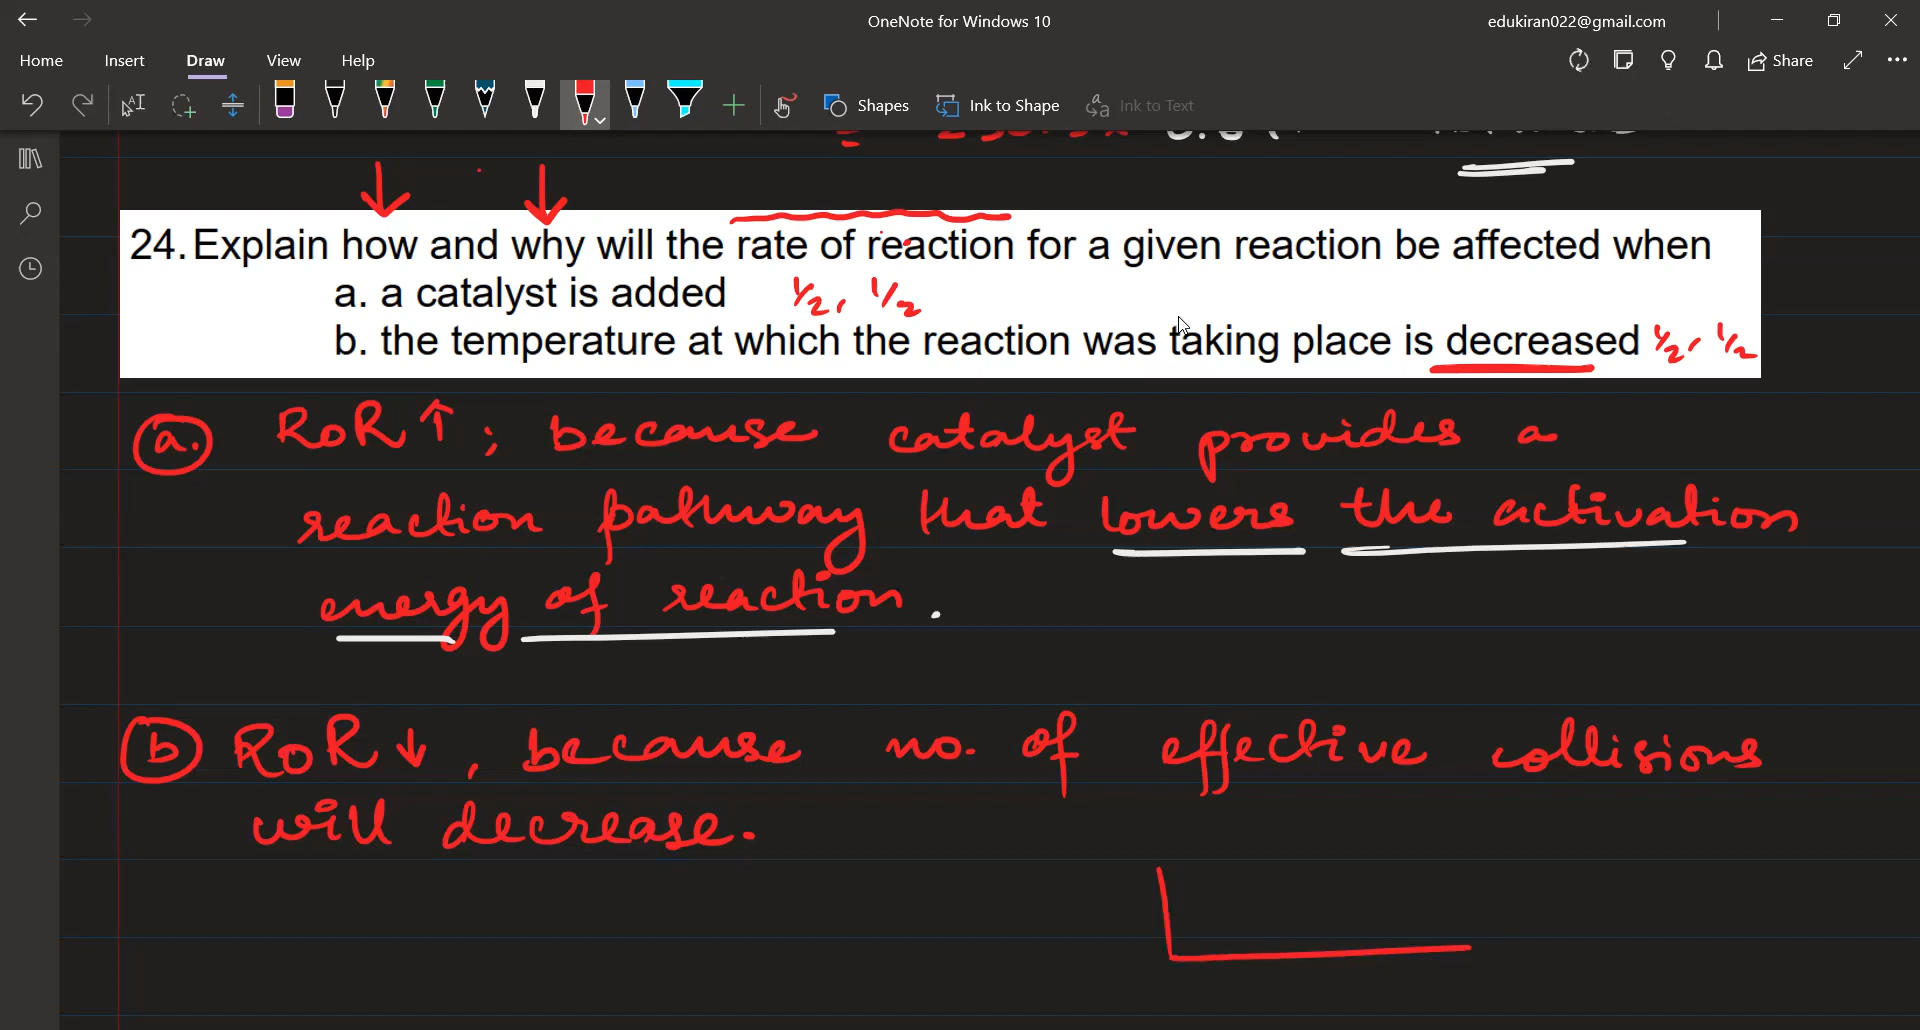 OneNote for Windows 10
edukiran022@gmail.com
Home Insert Draw View Help
Share
Shapes Ink to Shape Ink to Text
24. Explain how and why will the rate of reaction for a given reaction be affected when
a. a catalyst is added ½, ½
b. the temperature at which the reaction was taking place is decreased ½, ½
a. RoR ↑ ; because catalyst provides a
reaction pathway that lowers the activation
energy of reaction.
b RoR ↓, because no. of effective collisions
will decrease.